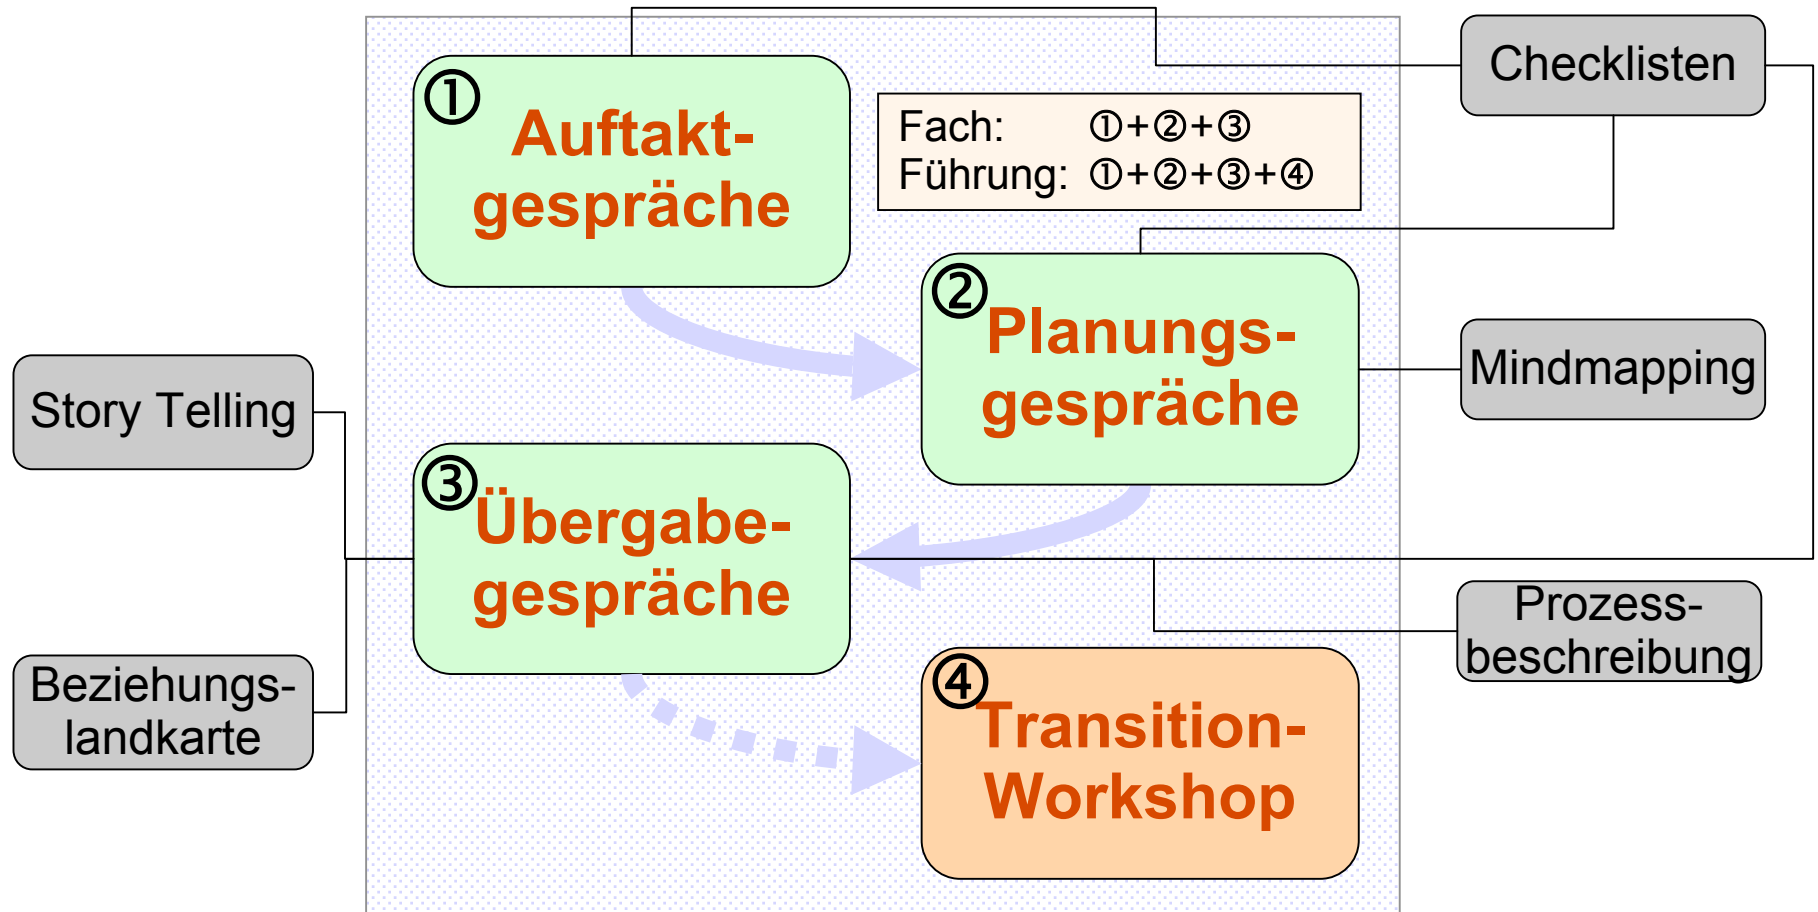 Checklisten
①
Auftakt-
gespräche
Fach: ①+②+③
Führung: ①+②+③+④
②
Planungs-
gespräche
Mindmapping
Story Telling
③
Übergabe-
gespräche
Prozess-
beschreibung
Beziehungs-
landkarte
④
Transition-
Workshop